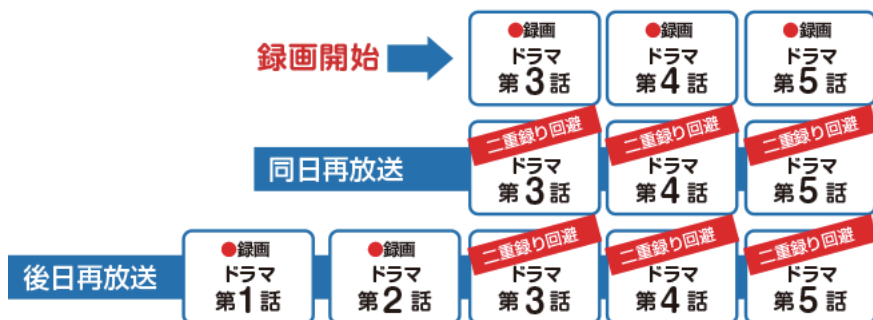 録画開始
●録画
ドラマ
第3話
●録画
ドラマ
第4話
●録画
ドラマ
第5話
同日再放送
二重録り回避
ドラマ
第3話
二重録り回避
ドラマ
第4話
二重録り回避
ドラマ
第5話
後日再放送
●録画
ドラマ
第1話
●録画
ドラマ
第2話
二重録り回避
ドラマ
第3話
二重録り回避
ドラマ
第4話
二重録り回避
ドラマ
第5話